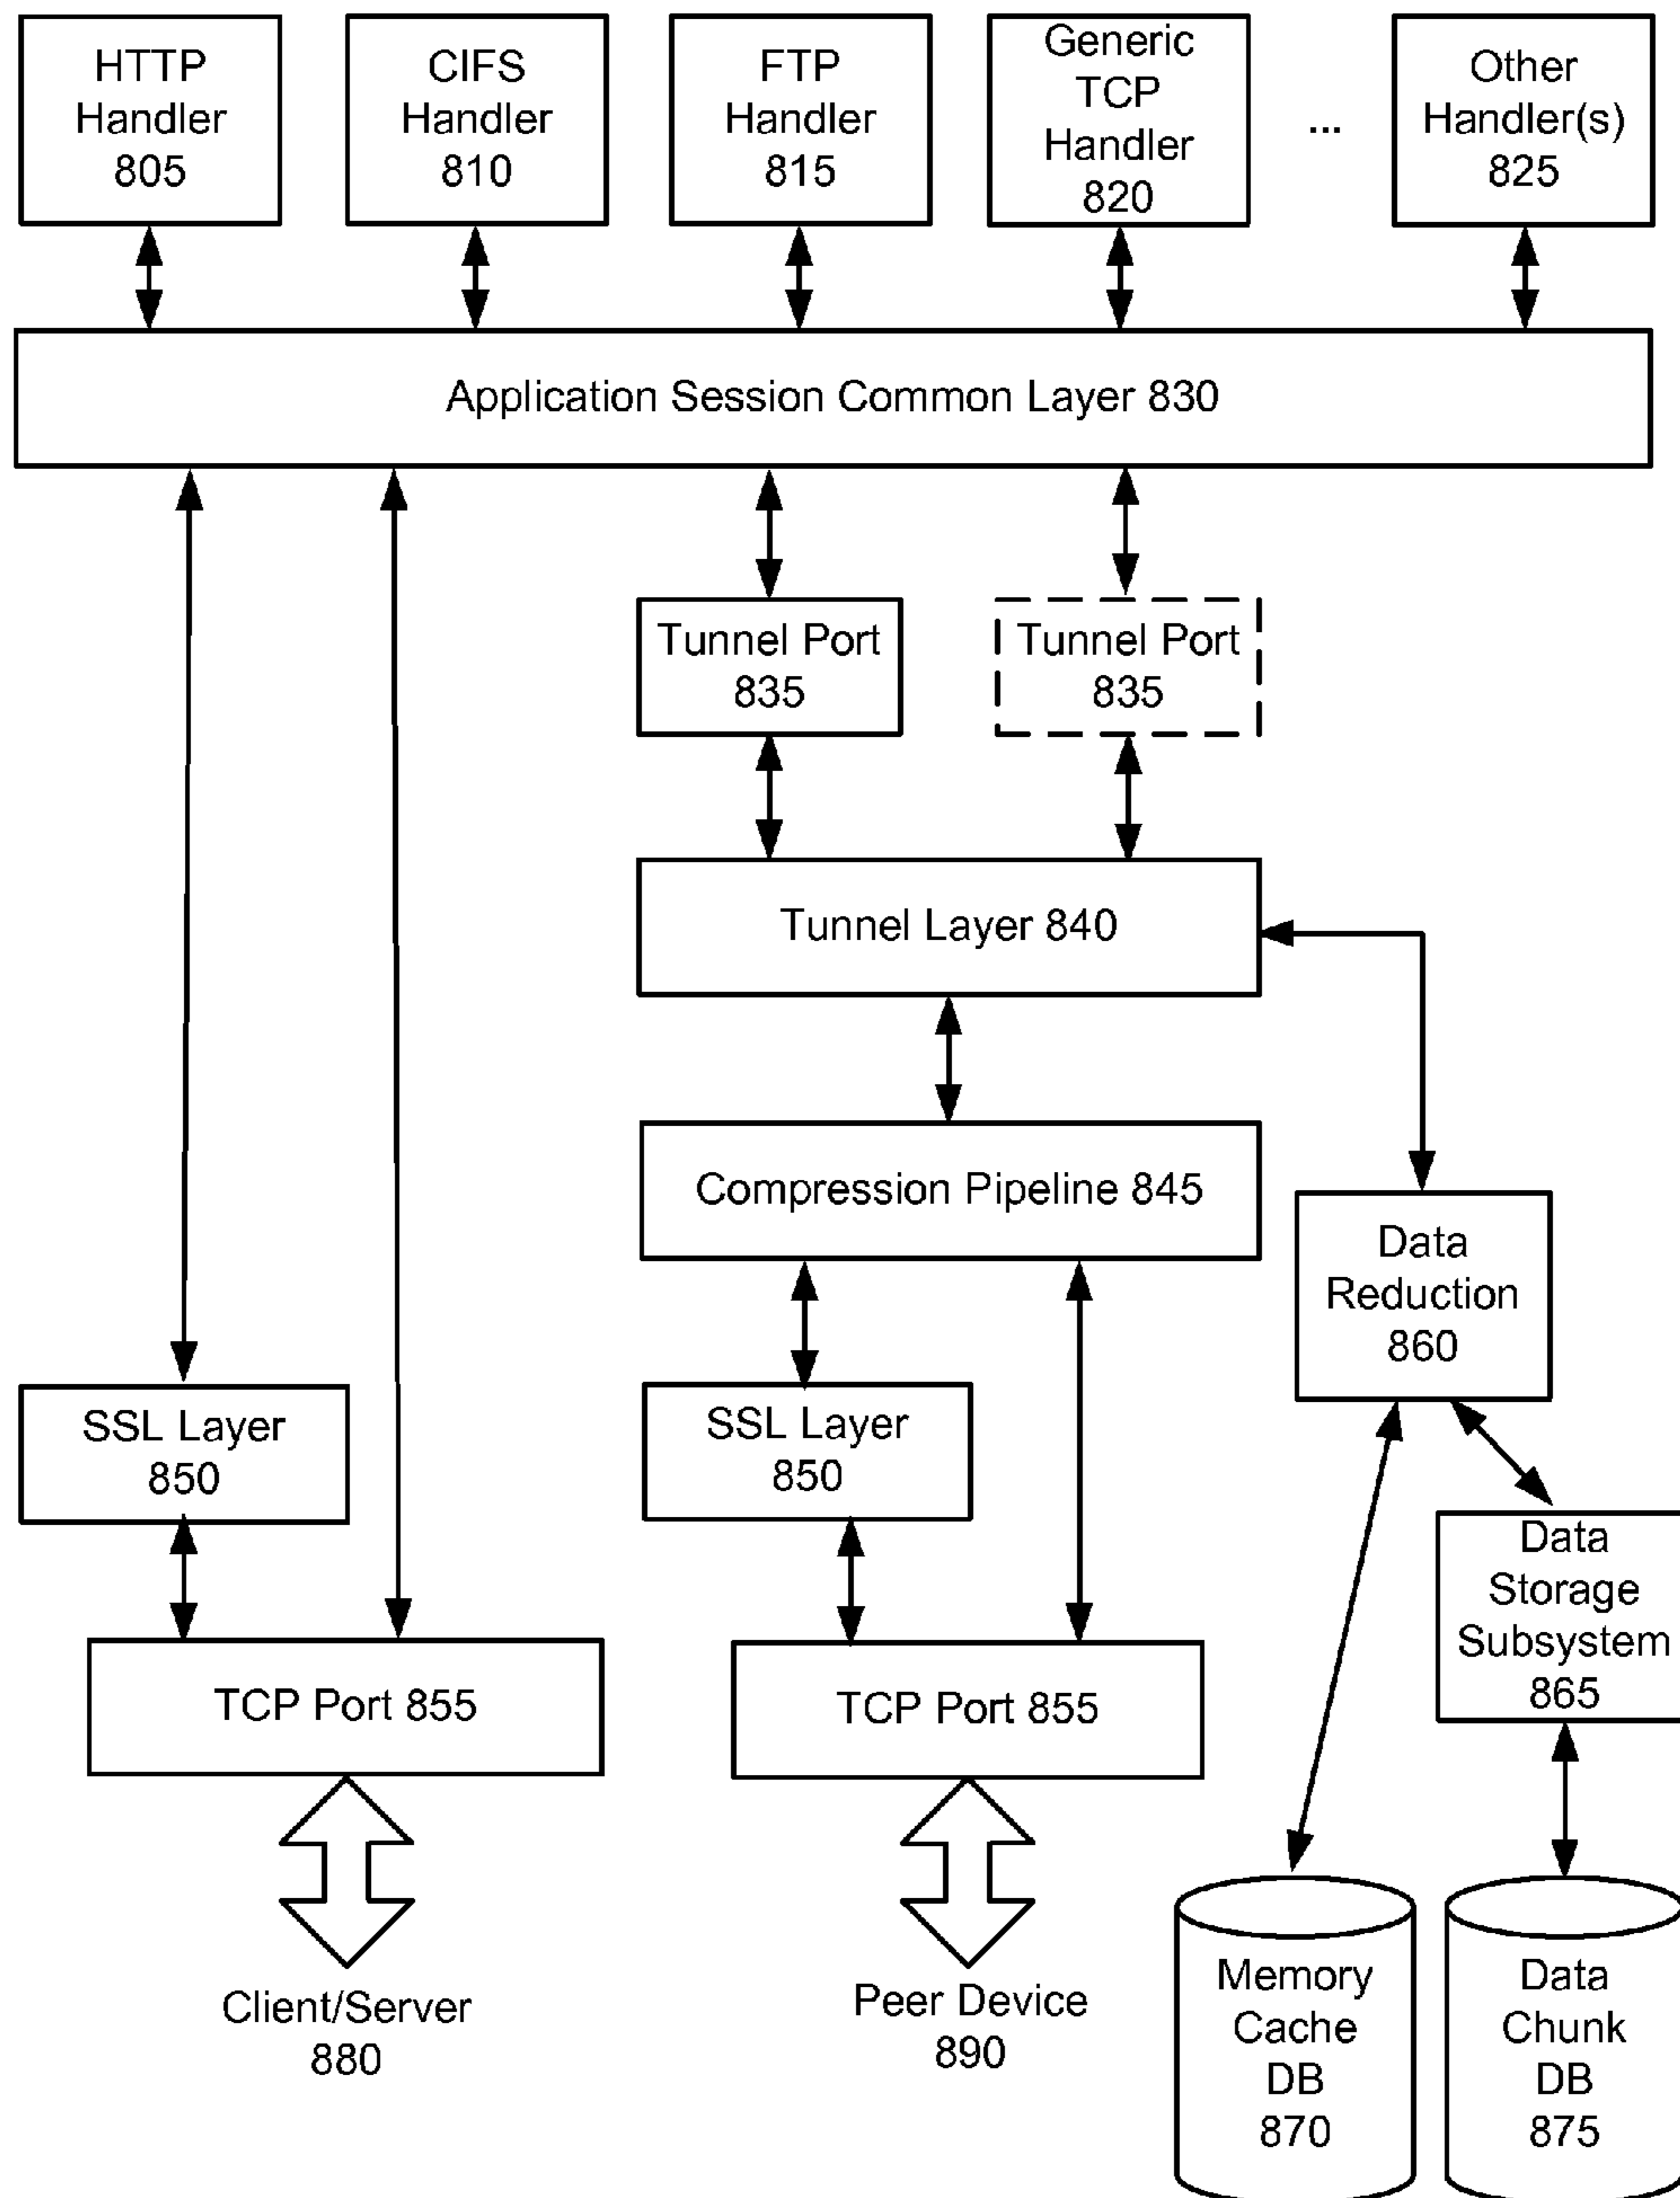 HTTP
Handler
805
CIFS
Handler
810
FTP
Handler
815
Generic
TCP
Handler
820
...
Other
Handler(s)
825
Application Session Common Layer 830
Tunnel Port
835
Tunnel Port
835
Tunnel Layer 840
Compression Pipeline 845
Data
Reduction
860
SSL Layer
850
SSL Layer
850
Data
Storage
Subsystem
865
TCP Port 855
TCP Port 855
Client/Server
880
Peer Device
890
Memory
Cache
DB
870
Data
Chunk
DB
875